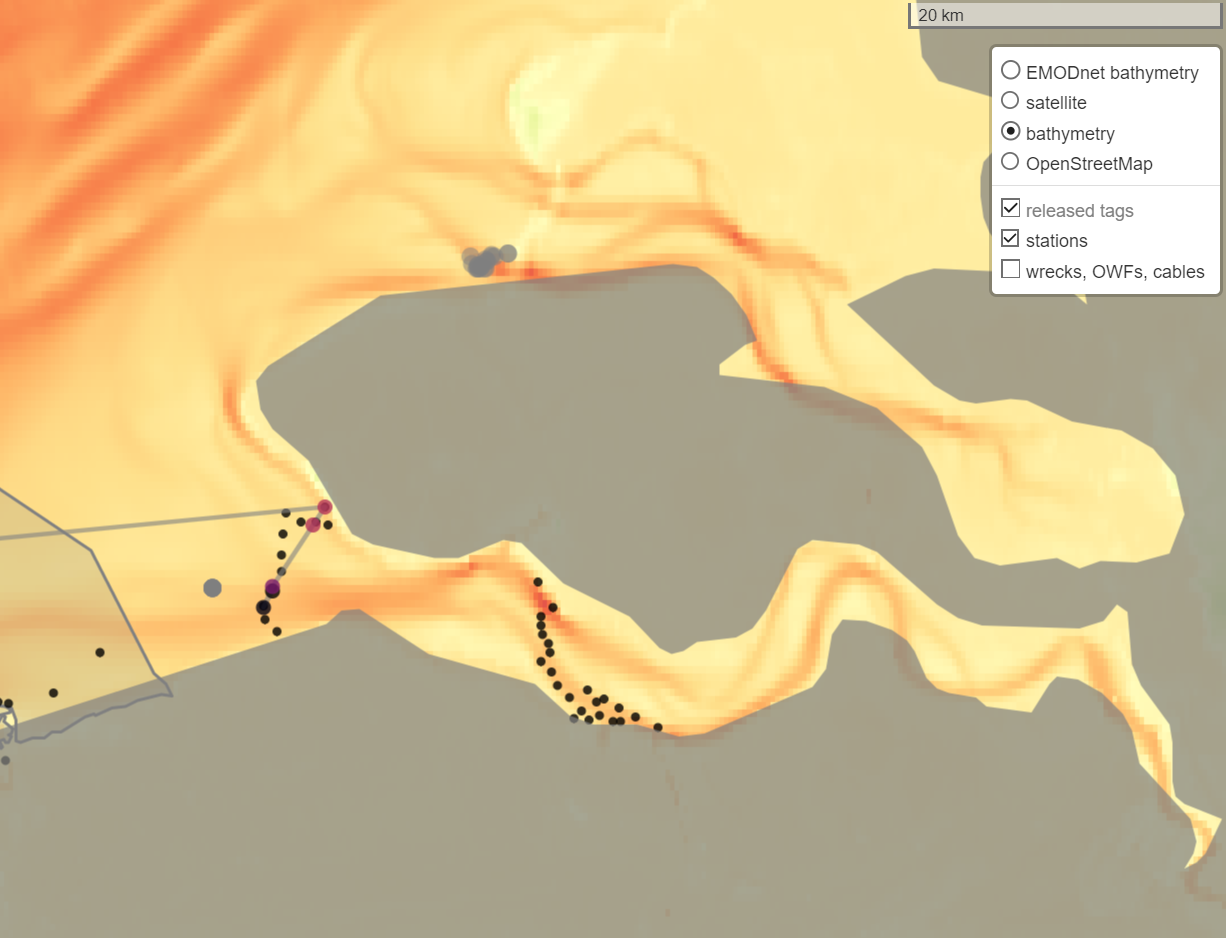 20 km
EMODnet bathymetry
satellite
bathymetry
OpenStreetMap
released tags
stations
wrecks, OWFs, cables